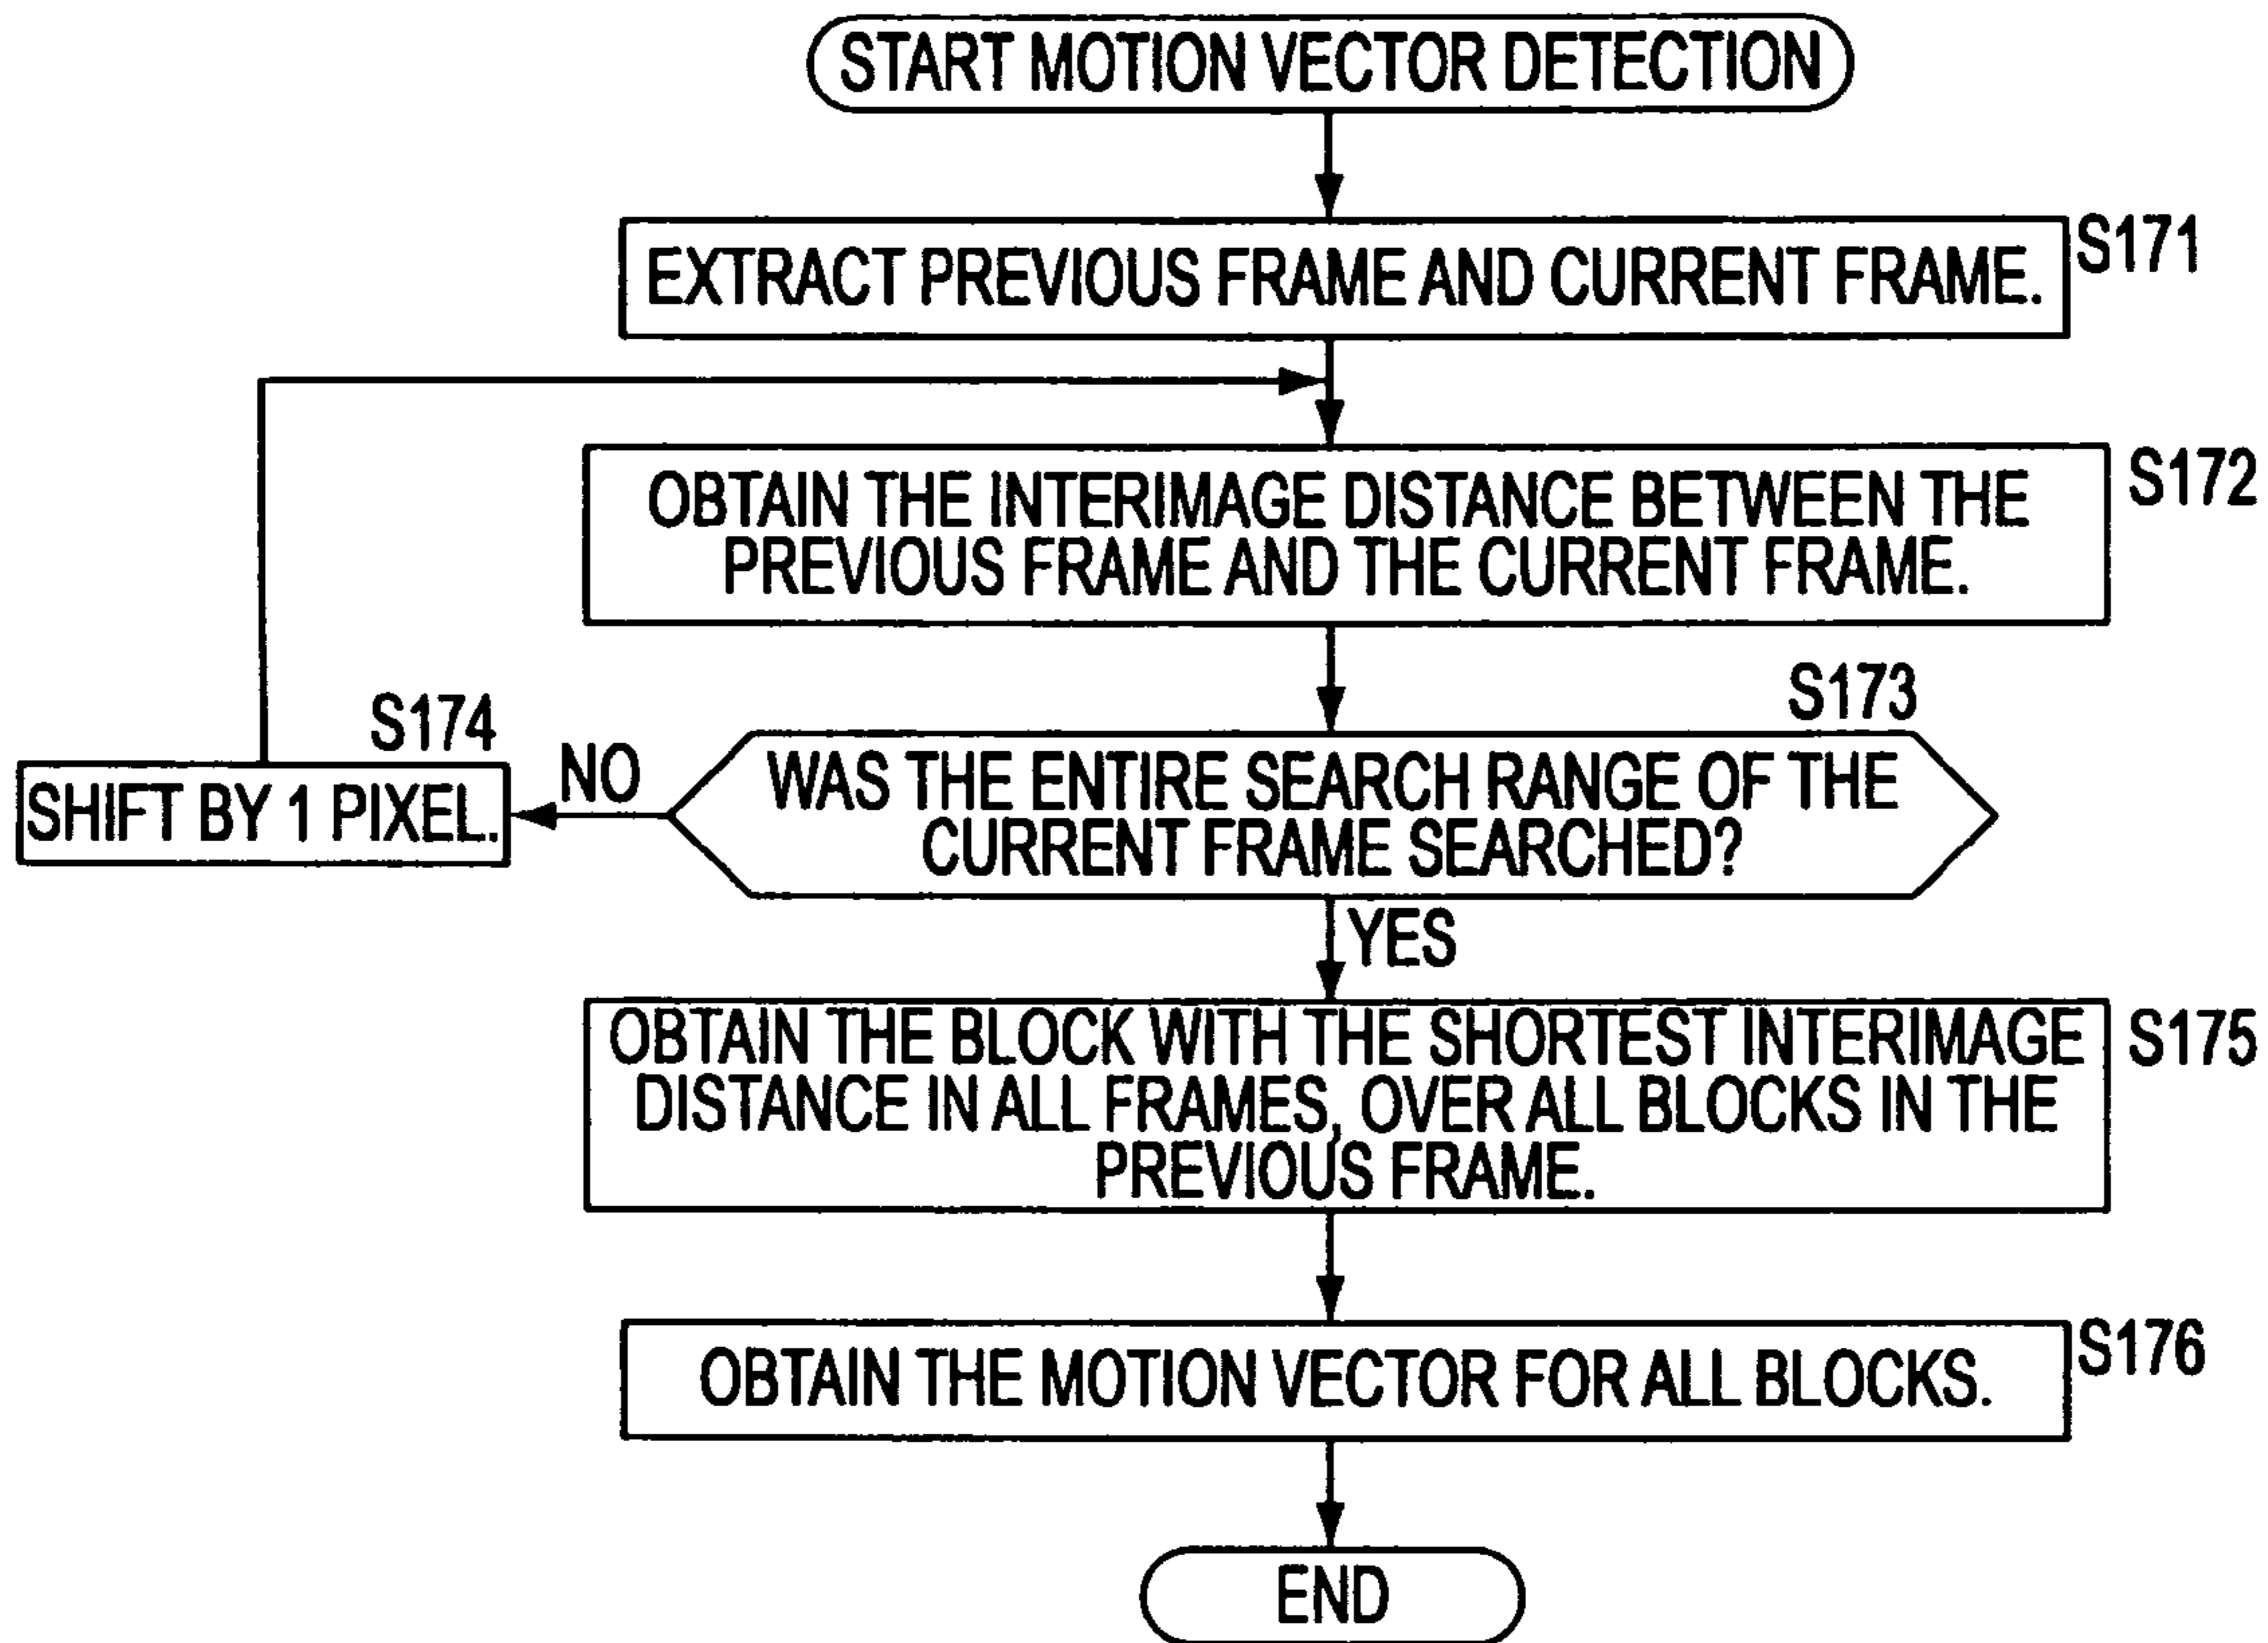 START MOTION VECTOR DETECTION
EXTRACT PREVIOUS FRAME AND CURRENT FRAME.
S171
OBTAIN THE INTERIMAGE DISTANCE BETWEEN THE
PREVIOUS FRAME AND THE CURRENT FRAME.
S172
S173
WAS THE ENTIRE SEARCH RANGE OF THE
CURRENT FRAME SEARCHED?
NO
S174
SHIFT BY 1 PIXEL.
YES
OBTAIN THE BLOCK WITH THE SHORTEST INTERIMAGE
DISTANCE IN ALL FRAMES, OVER ALL BLOCKS IN THE
PREVIOUS FRAME.
S175
OBTAIN THE MOTION VECTOR FOR ALL BLOCKS.
S176
END